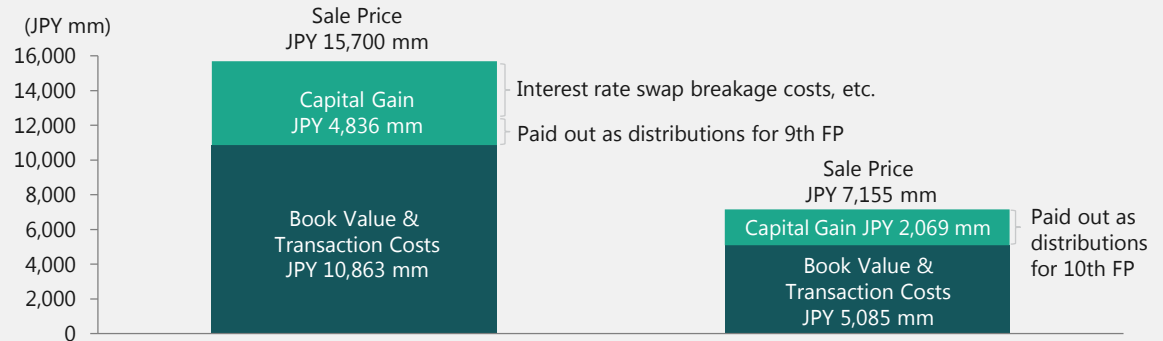 (JPY mm)
Sale Price
JPY 15,700 mm
16,000
14,000
12,000
10,000
8,000
6,000
4,000
2,000
0
Capital Gain
JPY 4,836 mm
Interest rate swap breakage costs, etc.
Paid out as distributions for 9th FP
Book Value &
Transaction Costs
JPY 10,863 mm
Sale Price
JPY 7,155 mm
Capital Gain JPY 2,069 mm
Paid out as
distributions
for 10th FP
Book Value &
Transaction Costs
JPY 5,085 mm